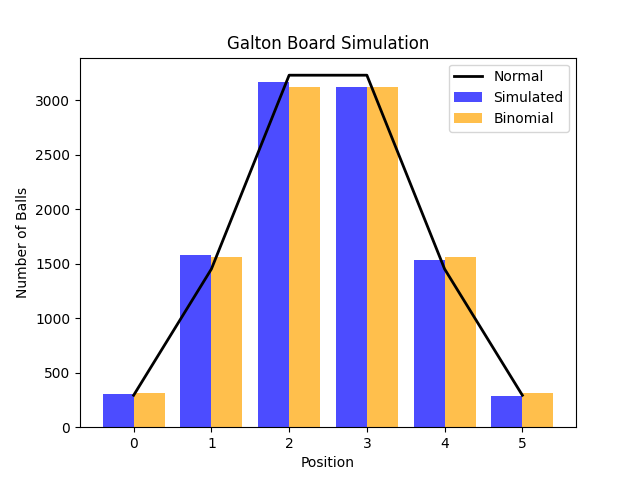 Galton Board Simulation
Normal
Simulated
Binomial
Number of Balls
3000
2500
2000
1500
1000
500
0
0 1 2 3 4 5
Position